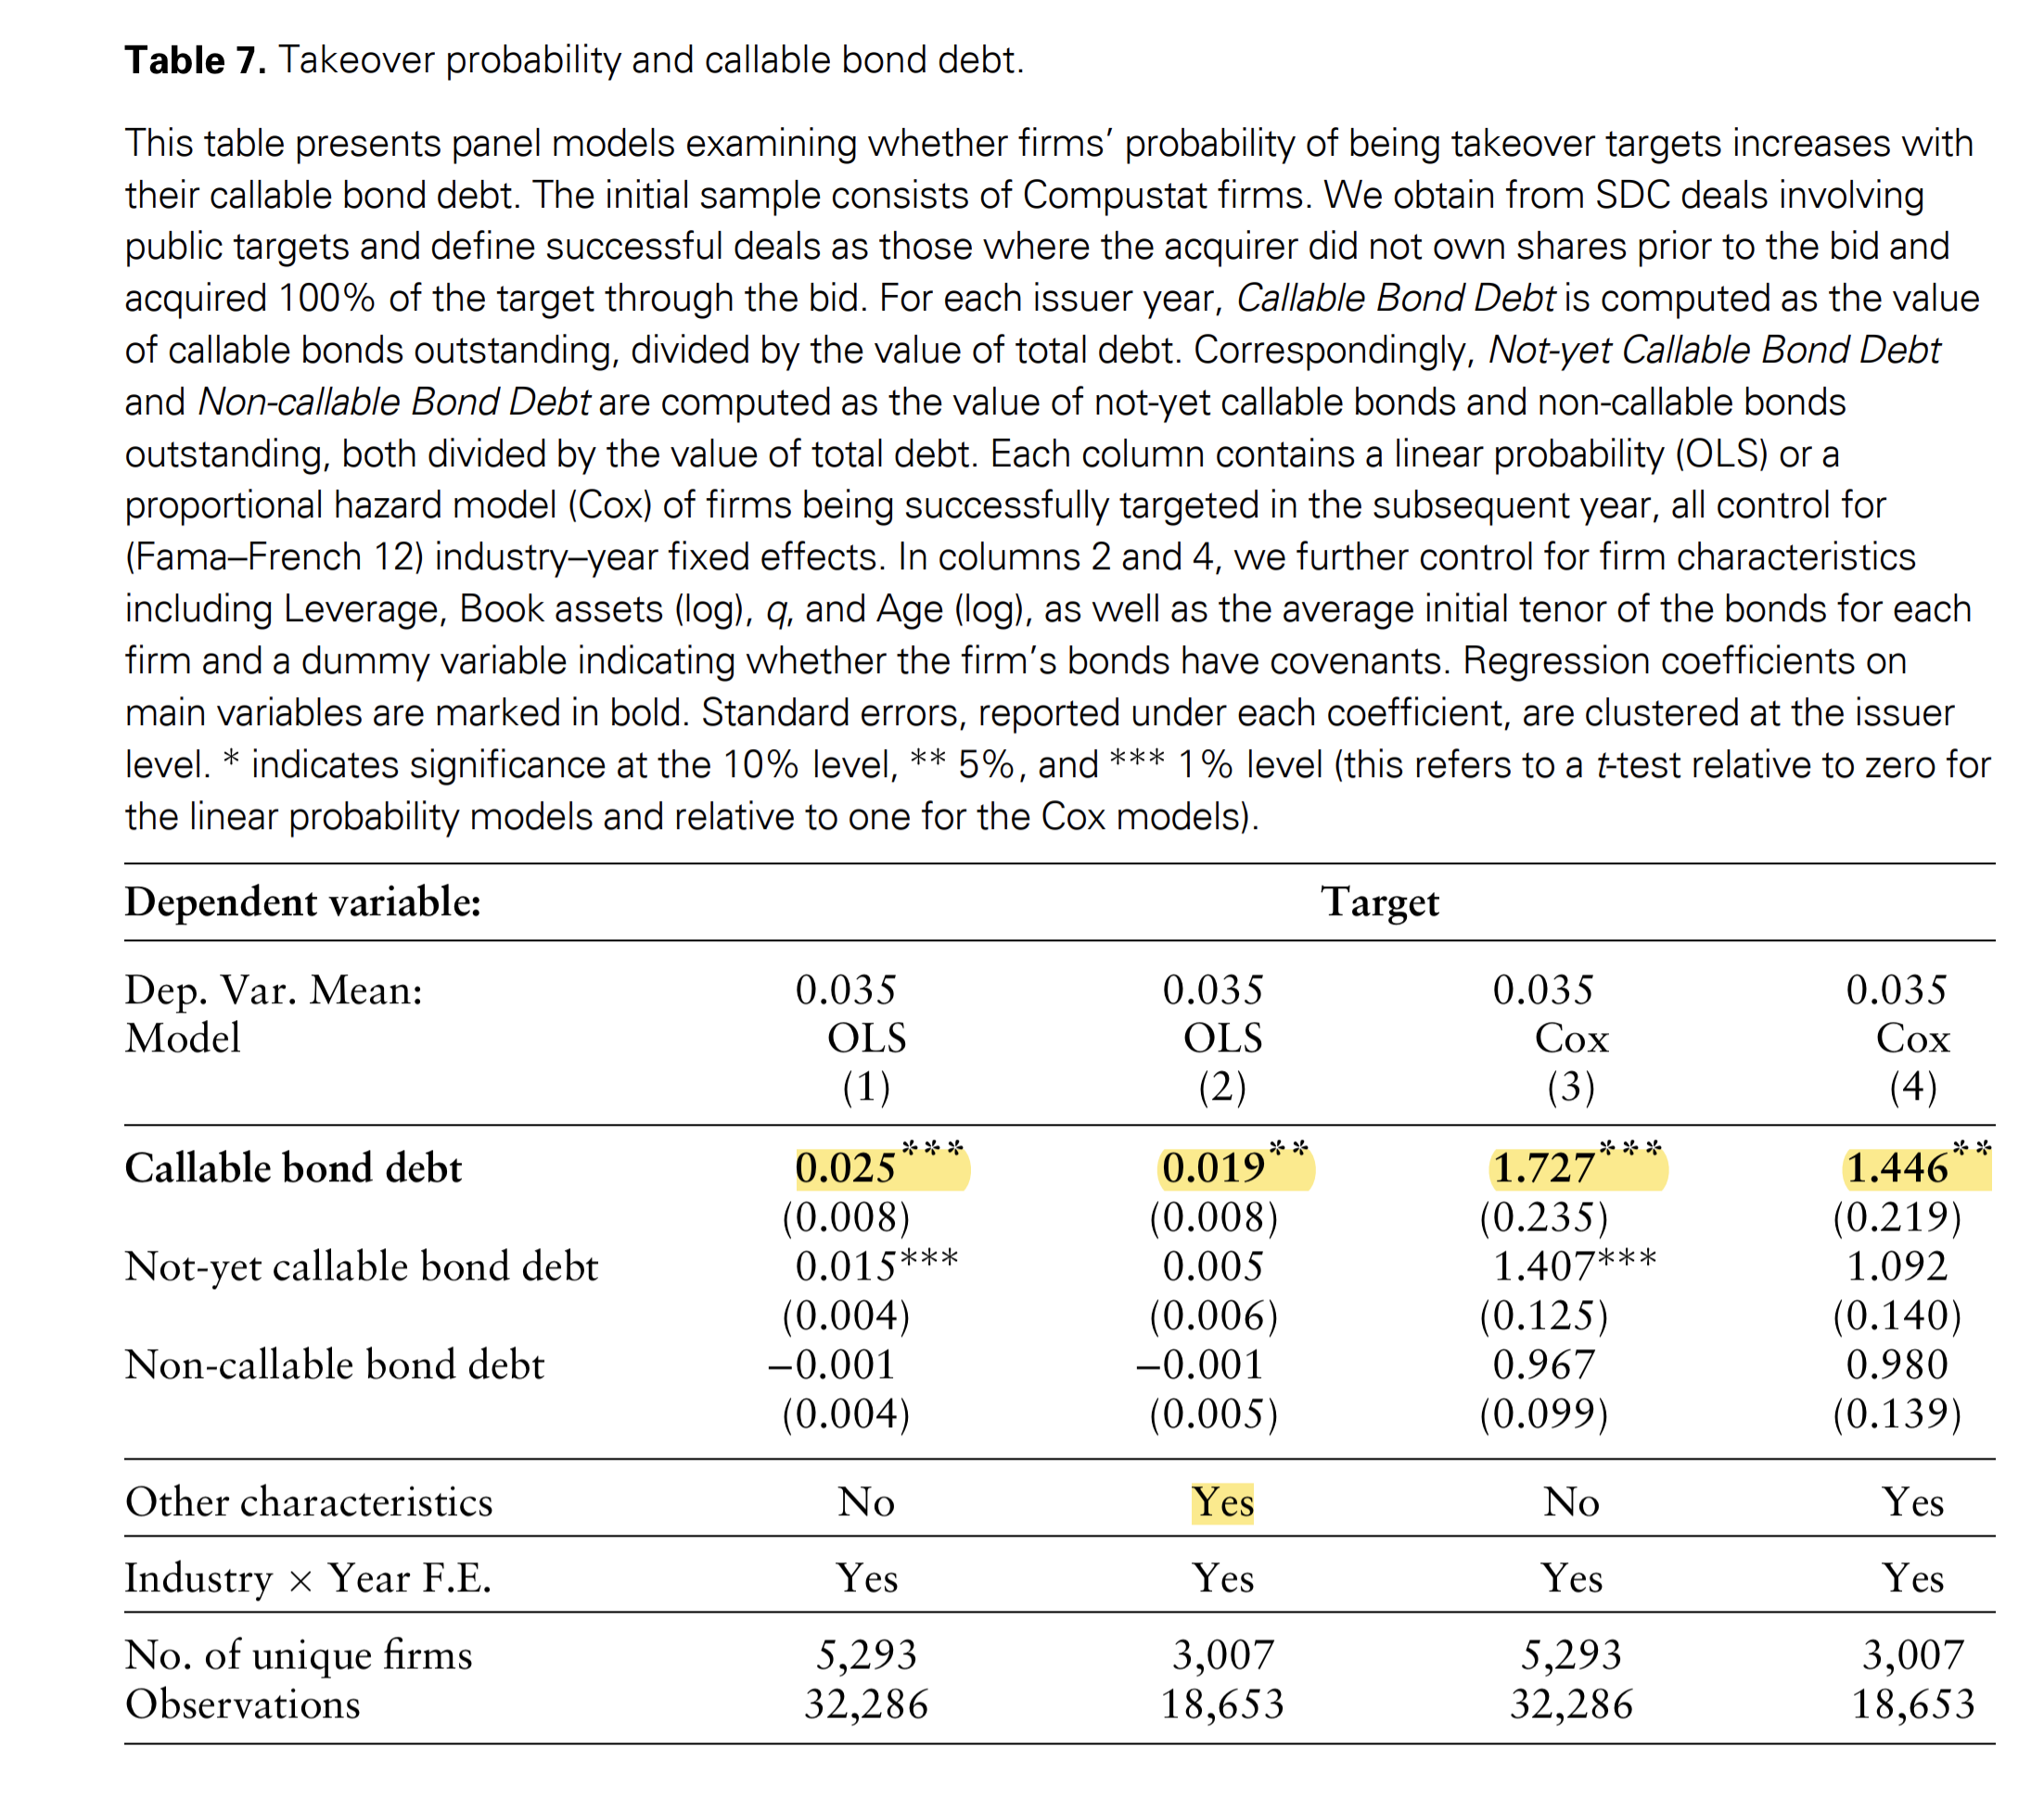 Table 7. Takeover probability and callable bond debt.
This table presents panel models examining whether firms’ probability of being takeover targets increases with
their callable bond debt. The initial sample consists of Compustat firms. We obtain from SDC deals involving
public targets and define successful deals as those where the acquirer did not own shares prior to the bid and
acquired 100% of the target through the bid. For each issuer year, Callable Bond Debt is computed as the value
of callable bonds outstanding, divided by the value of total debt. Correspondingly, Not-yet Callable Bond Debt
and Non-callable Bond Debt are computed as the value of not-yet callable bonds and non-callable bonds
outstanding, both divided by the value of total debt. Each column contains a linear probability (OLS) or a
proportional hazard model (Cox) of firms being successfully targeted in the subsequent year, all control for
(Fama–French 12) industry–year fixed effects. In columns 2 and 4, we further control for firm characteristics
including Leverage, Book assets (log), q, and Age (log), as well as the average initial tenor of the bonds for each
firm and a dummy variable indicating whether the firm’s bonds have covenants. Regression coefficients on
main variables are marked in bold. Standard errors, reported under each coefficient, are clustered at the issuer
level. * indicates significance at the 10% level, ** 5%, and *** 1% level (this refers to a t-test relative to zero for
the linear probability models and relative to one for the Cox models).
Dependent variable: Target
Dep. Var. Mean: 0.035 0.035 0.035 0.035
Model OLS OLS Cox Cox
(1) (2) (3) (4)
Callable bond debt 0.025*** 0.019** 1.727*** 1.446**
(0.008) (0.008) (0.235) (0.219)
Not-yet callable bond debt 0.015*** 0.005 1.407*** 1.092
(0.004) (0.006) (0.125) (0.140)
Non-callable bond debt –0.001 –0.001 0.967 0.980
(0.004) (0.005) (0.099) (0.139)
Other characteristics No Yes No Yes
Industry × Year F.E. Yes Yes Yes Yes
No. of unique firms 5,293 3,007 5,293 3,007
Observations 32,286 18,653 32,286 18,653